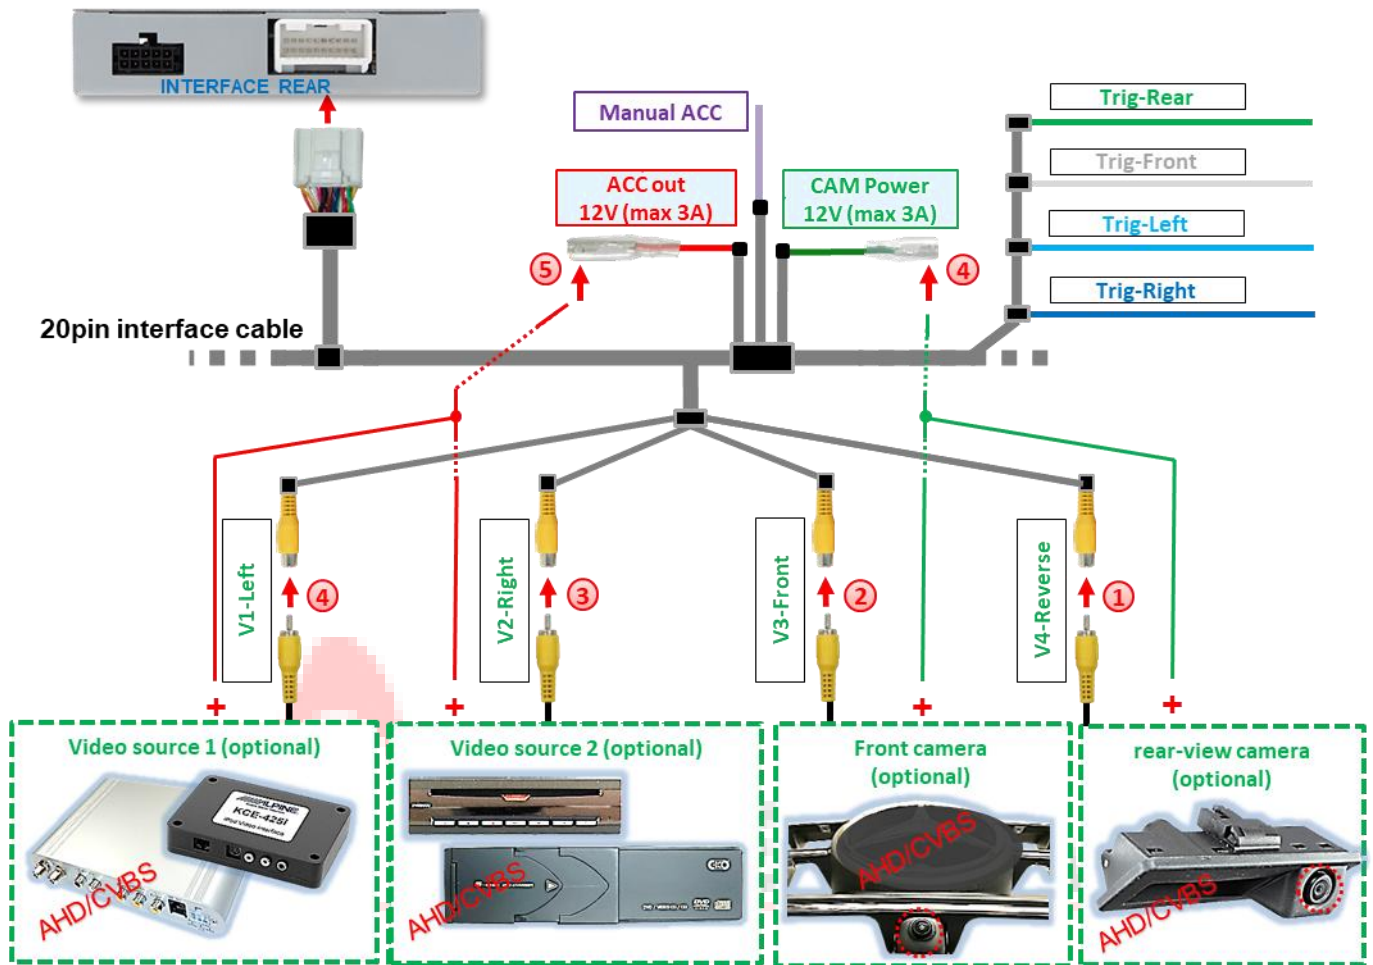 INTERFACE REAR
Manual ACC
Trig-Rear
Trig-Front
Trig-Left
Trig-Right
ACC out
12V (max 3A)
CAM Power
12V (max 3A)
5
4
20pin interface cable
V1-Left
4
V2-Right
3
V3-Front
2
V4-Reverse
1
+
+
+
+
Video source 1 (optional)
ALPINE
KCE-425i
iPod Video Interface
AHD/CVBS
Video source 2 (optional)
AHD/CVBS
Front camera
(optional)
AHD/CVBS
rear-view camera
(optional)
AHD/CVBS